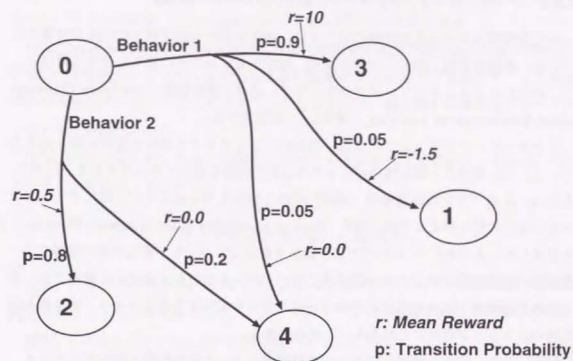 r=10
Behavior 1
p=0.9
0
3
Behavior 2
p=0.05
r=-1.5
r=0.5
r=0.0
p=0.05
1
p=0.8
p=0.2
r=0.0
2
4
r: Mean Reward
p: Transition Probability